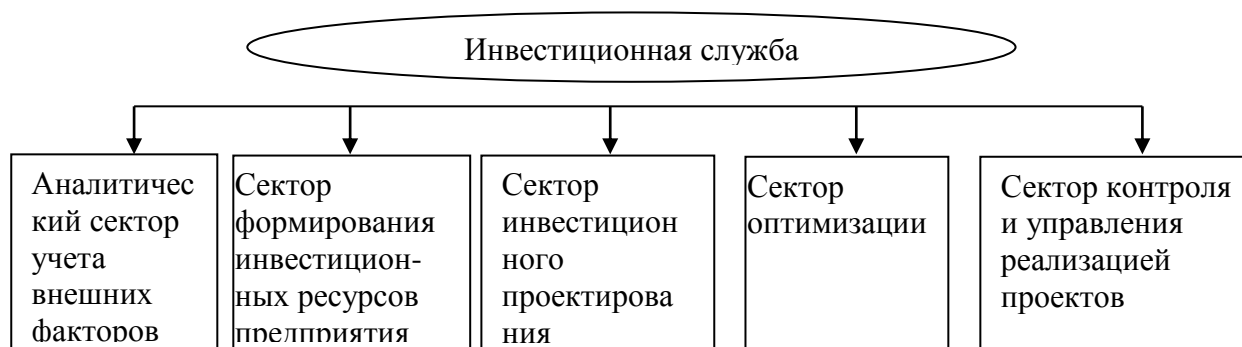 Инвестиционная служба
Аналитичес
кий сектор
учета
внешних
факторов
Сектор
формирования
инвестицион-
ных ресурсов
предприятия
Сектор
инвестицион
ного
проектирова
ния
Сектор
оптимизации
Сектор контроля
и управления
реализацией
проектов